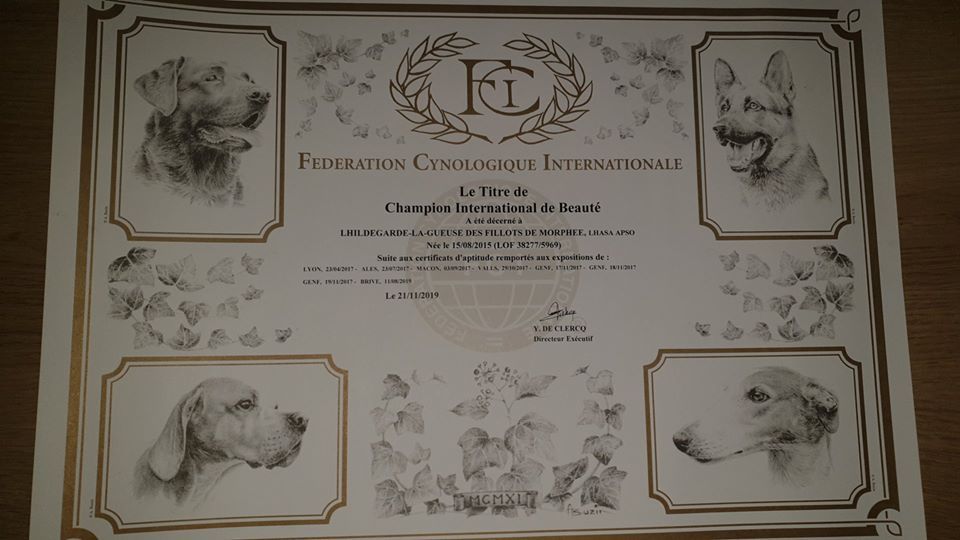 FCI
FEDERATION CYNOLOGIQUE INTERNATIONALE
Le Titre de
Champion International de Beauté
A été décerné à
LHILDEGARDE-LA-GUEUSE DES FILLOTS DE MORPHEE, LHASA APSO
Née le 15/08/2015 (LOF 38277/5969)
Suite aux certificats d'aptitude remportés aux expositions de :
LYON, 23/04/2017 - ALES, 23/07/2017 - MACON, 03/09/2017 - VALLS, 29/10/2017 - GENF, 17/11/2017 - GENF, 18/11/2017
GENF, 19/11/2017 - BRIVE, 11/08/2019
Le 21/11/2019
Y. DE CLERCQ
Directeur Exécutif
MCMXI